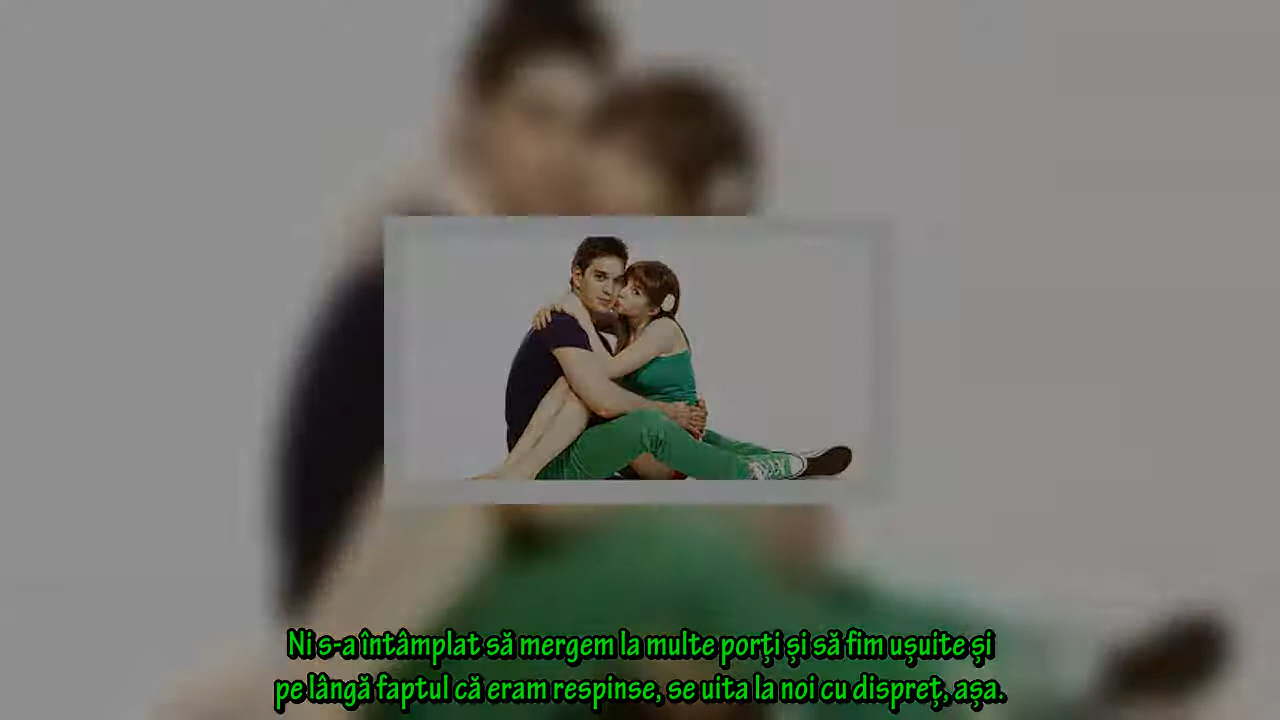 Ni s-a întâmplat să mergem la multe porți și să fim ușuite și
pe lângă faptul că eram respinse, se uita la noi cu dispreț, așa.